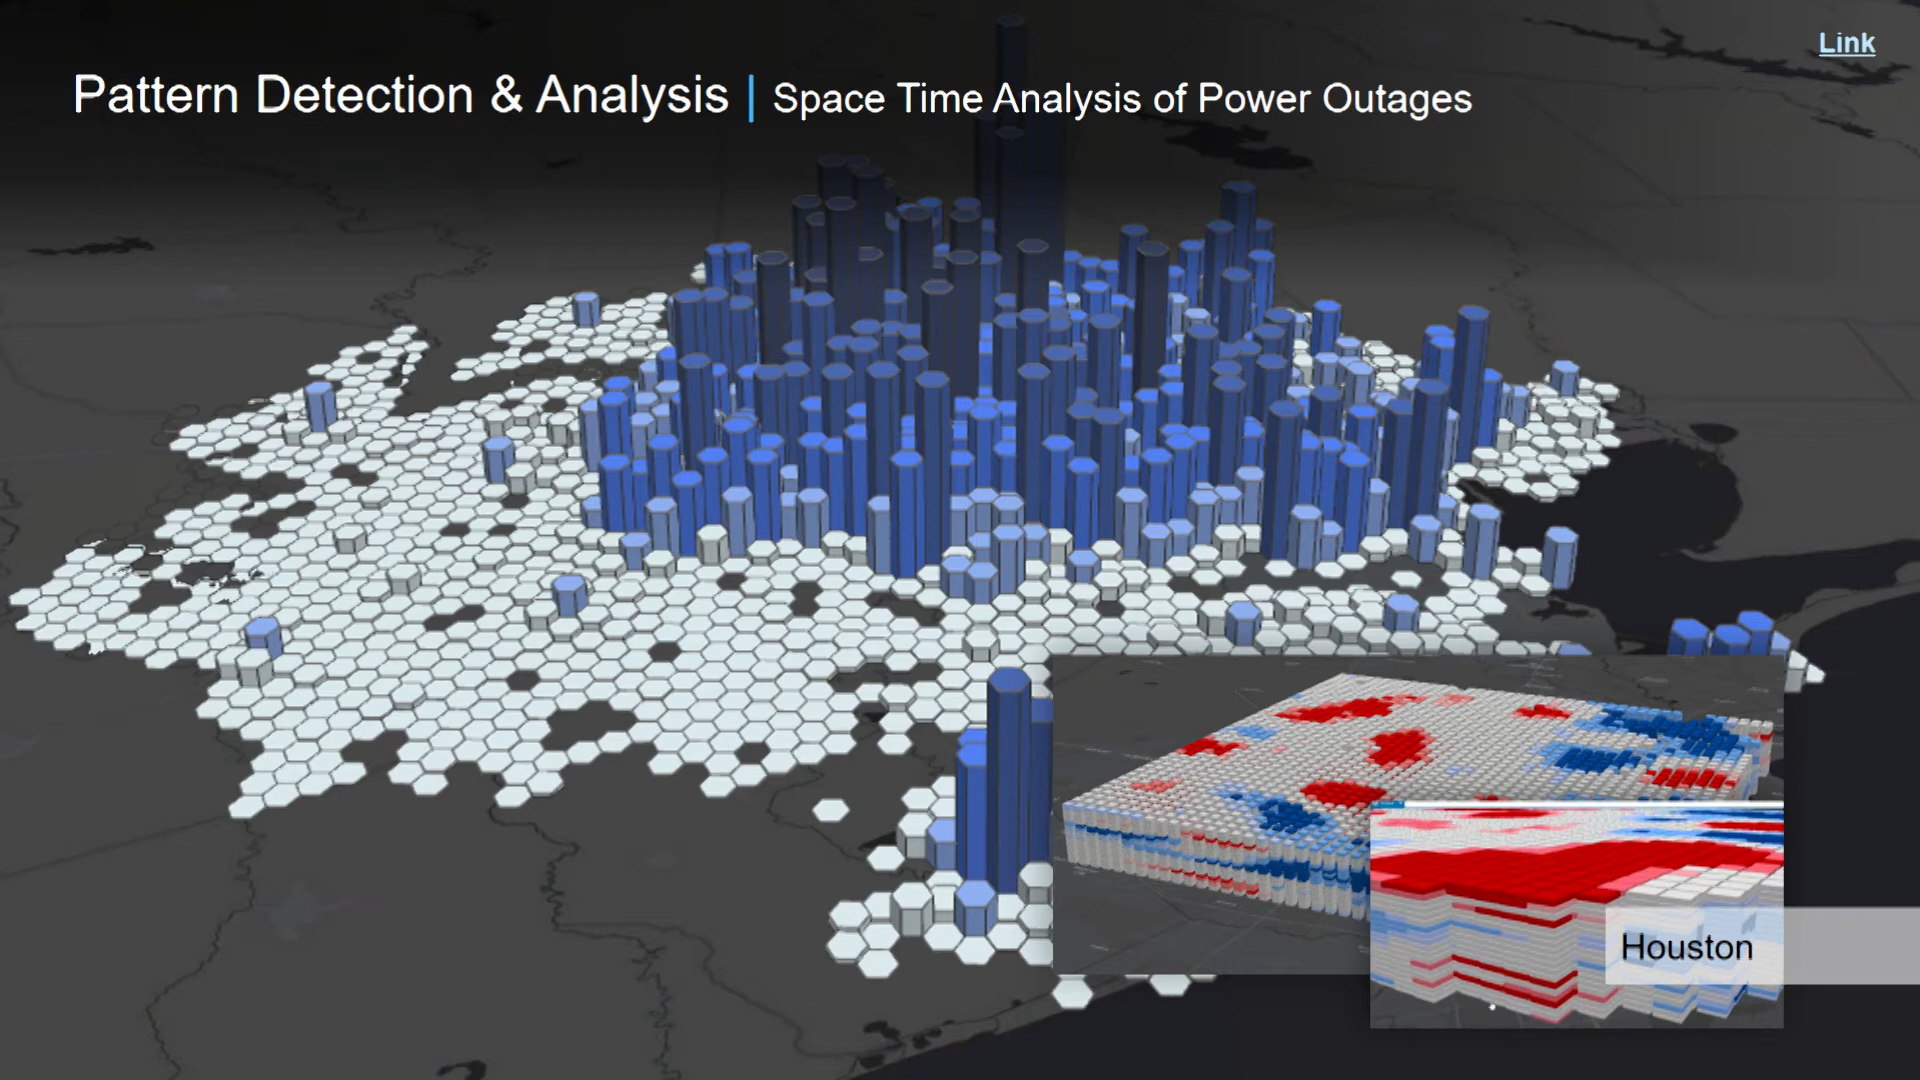 Link
Pattern Detection & Analysis | Space Time Analysis of Power Outages
Houston